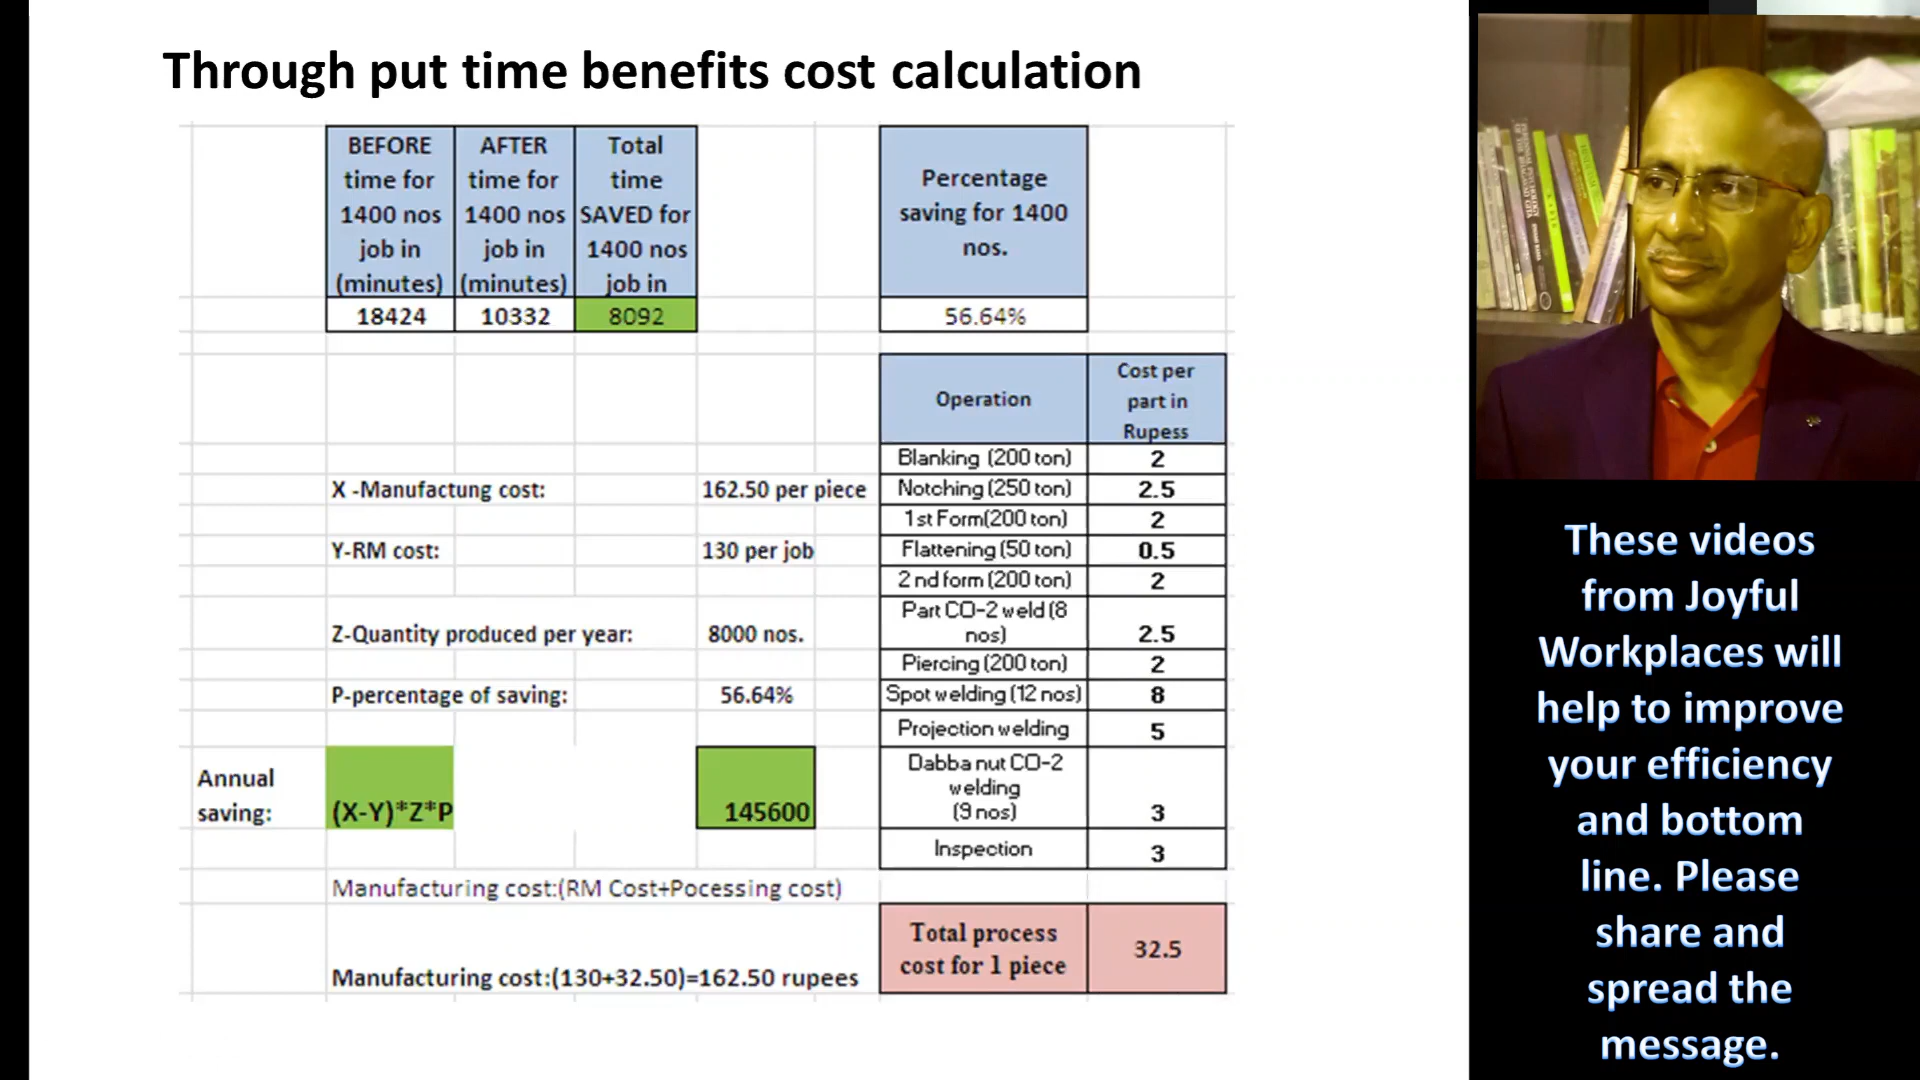 Through put time benefits cost calculation
BEFORE
time for
1400 nos
job in
(minutes)
AFTER
time for
1400 nos
job in
(minutes)
Total
time
SAVED for
1400 nos
job in
Percentage
saving for 1400
nos.
18424
10332
8092
56.64%
Operation
Cost per
part in
Rupess
Blanking (200 ton)
2
X -Manufactung cost:
162.50 per piece
Notching (250 ton)
2.5
1st Form(200 ton)
2
Y-RM cost:
130 per job
Flattening (50 ton)
0.5
2 nd form (200 ton)
2
Z-Quantity produced per year:
8000 nos.
Part CO-2 weld (8
nos)
2.5
Piercing (200 ton)
2
P-percentage of saving:
56.64%
Spot welding (12 nos)
8
Projection welding
5
Annual
saving:
(X-Y)*Z*P
145600
Dabba nut CO-2
welding
(9 nos)
3
Inspection
3
Manufacturing cost:(RM Cost+Pocessing cost)
Total process
cost for 1 piece
32.5
Manufacturing cost:(130+32.50)=162.50 rupees
These videos
from Joyful
Workplaces will
help to improve
your efficiency
and bottom
line. Please
share and
spread the
message.